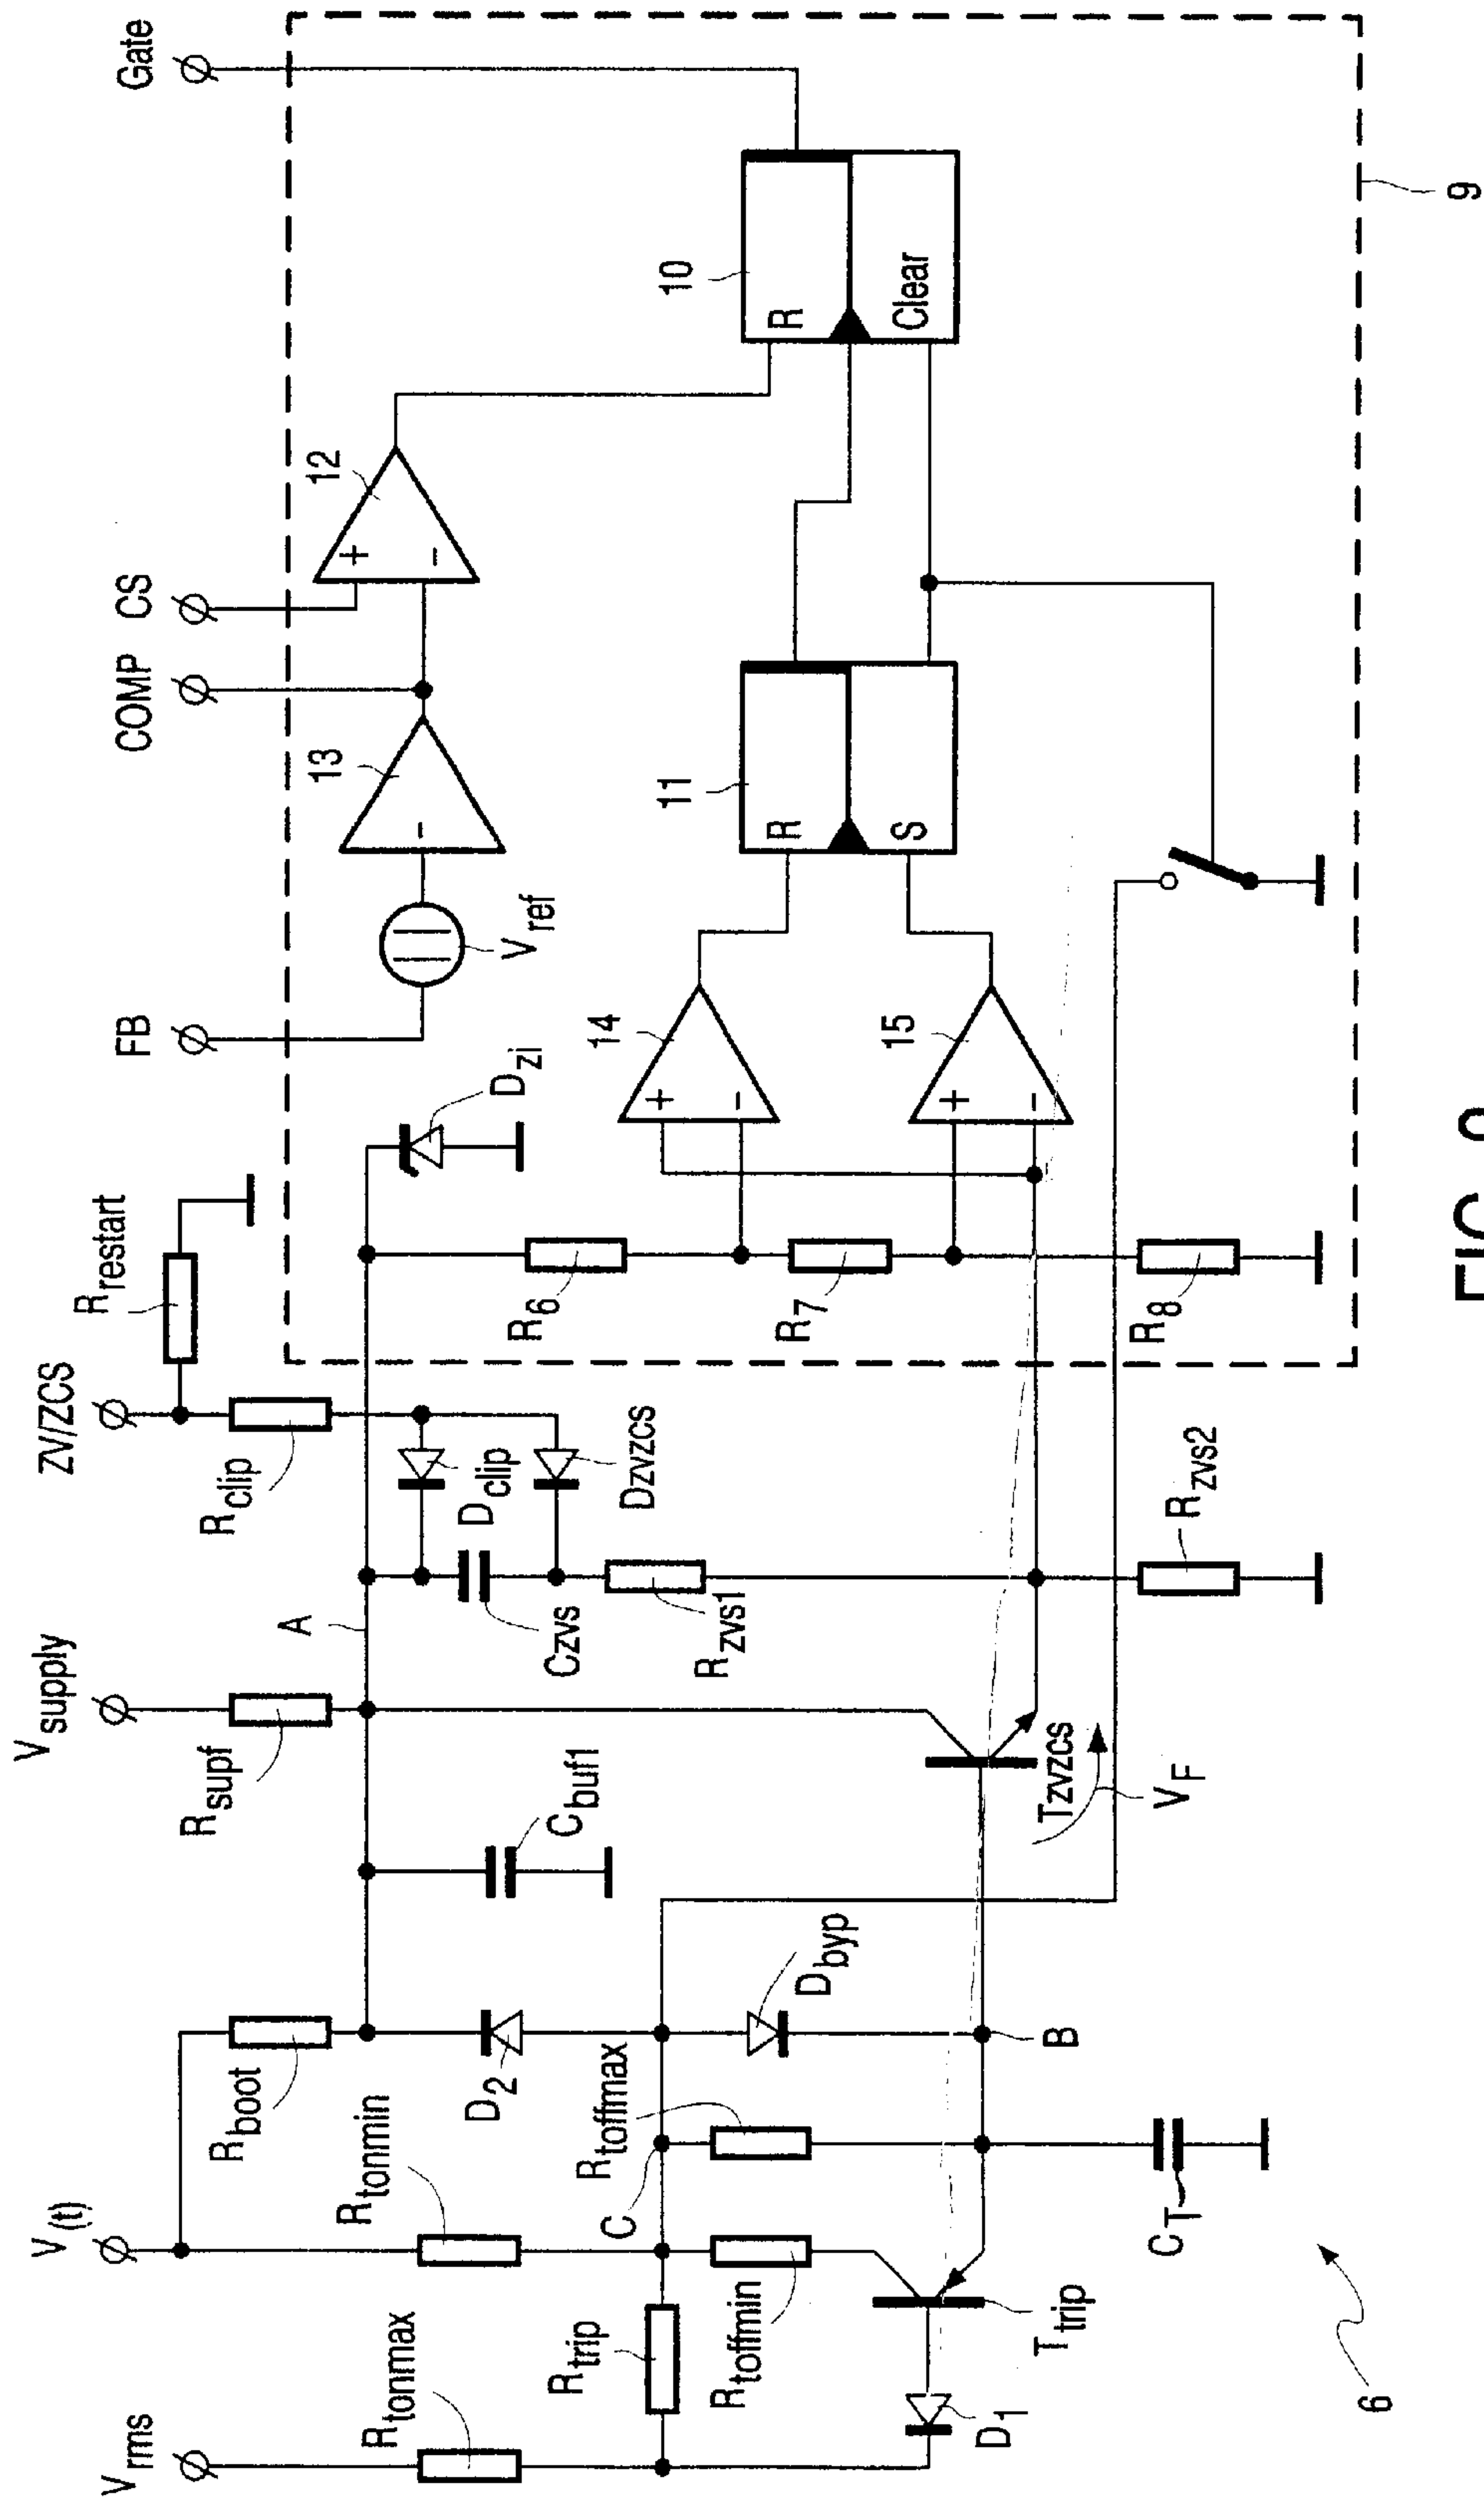 Vrms
V(t)
Vsupply
ZV/ZCS
FB
COMP
CS
Gate
Rtonmax
Rtonmin
Rboot
Rsupf
A
Rclip
Rrestart
Dclip
Dzvzcs
Dzi
Vref
13
12
Rtrip
C
Rtoffmax
D2
Cbuf1
Czvs
Rzvs1
R6
R7
R8
14
15
+
-
+
-
-
+
-
11
R
S
10
R
Clear
Rtoffmin
D1
Ttrip
Dbyp
B
CT
Tzvzcs
VF
Rzvs2
6
9